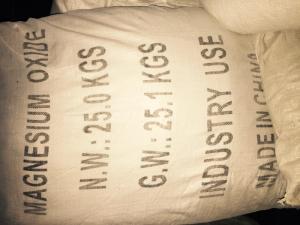 MAGNESIUM OXIDE
N.W.: 25.0 KGS
G.W.: 25.1 KGS
INDUSTRY USE
MADE IN CHINA